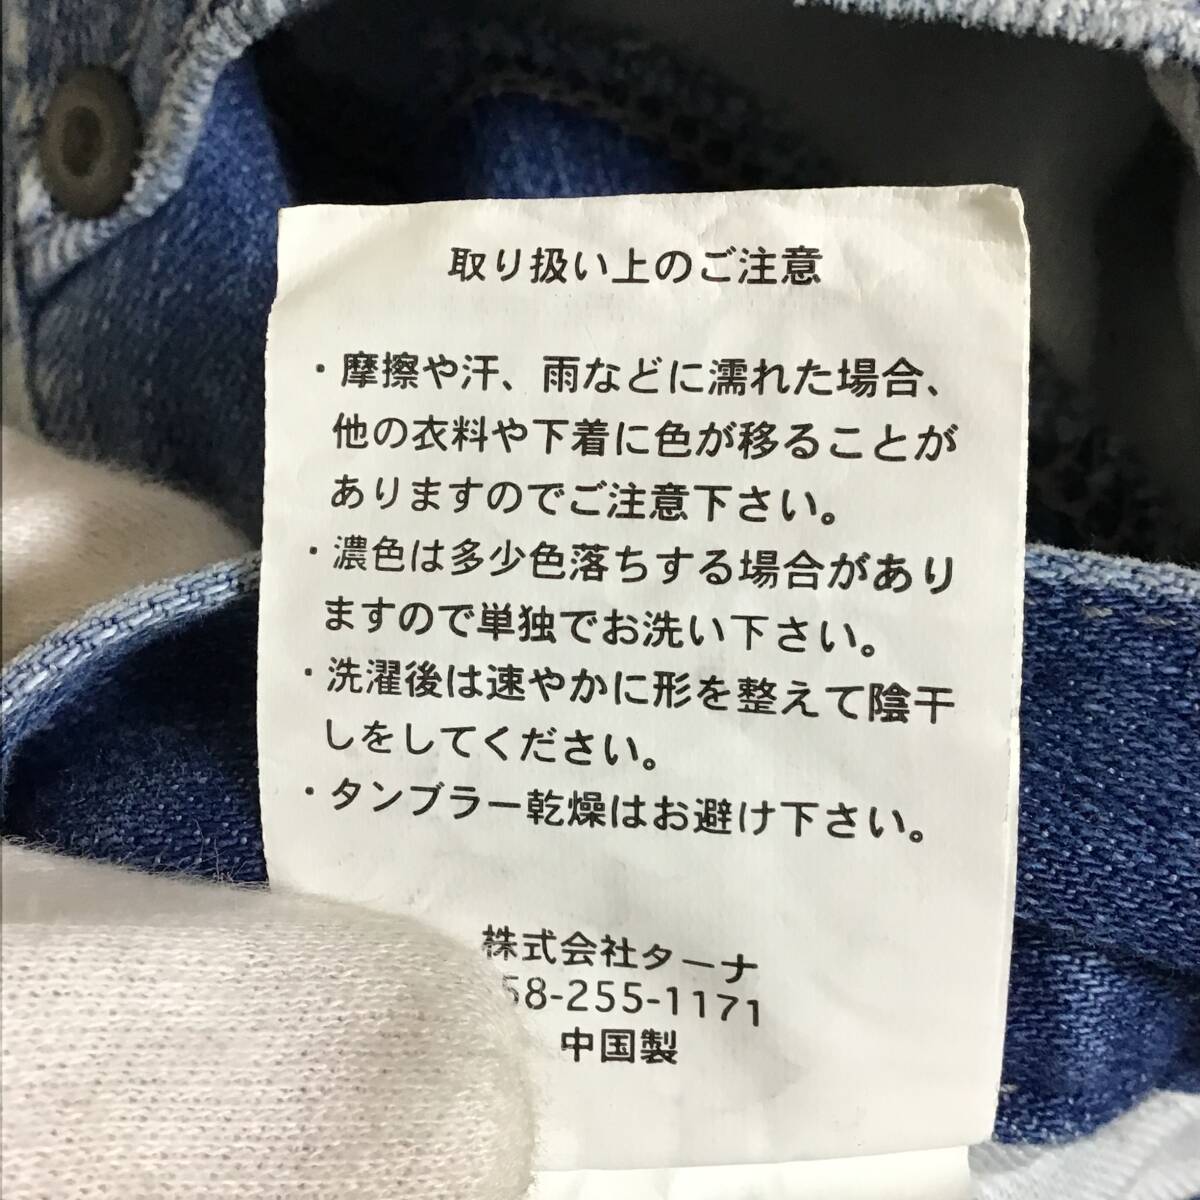 取り扱い上のご注意
・摩擦や汗、雨などに濡れた場合、
他の衣料や下着に色が移ることが
ありますのでご注意下さい。
・濃色は多少色落ちする場合があり
ますので単独でお洗い下さい。
・洗濯後は速やかに形を整えて陰干
しをしてください。
・タンブラー乾燥はお避け下さい。
株式会社ターナ
58-255-1171
中国製